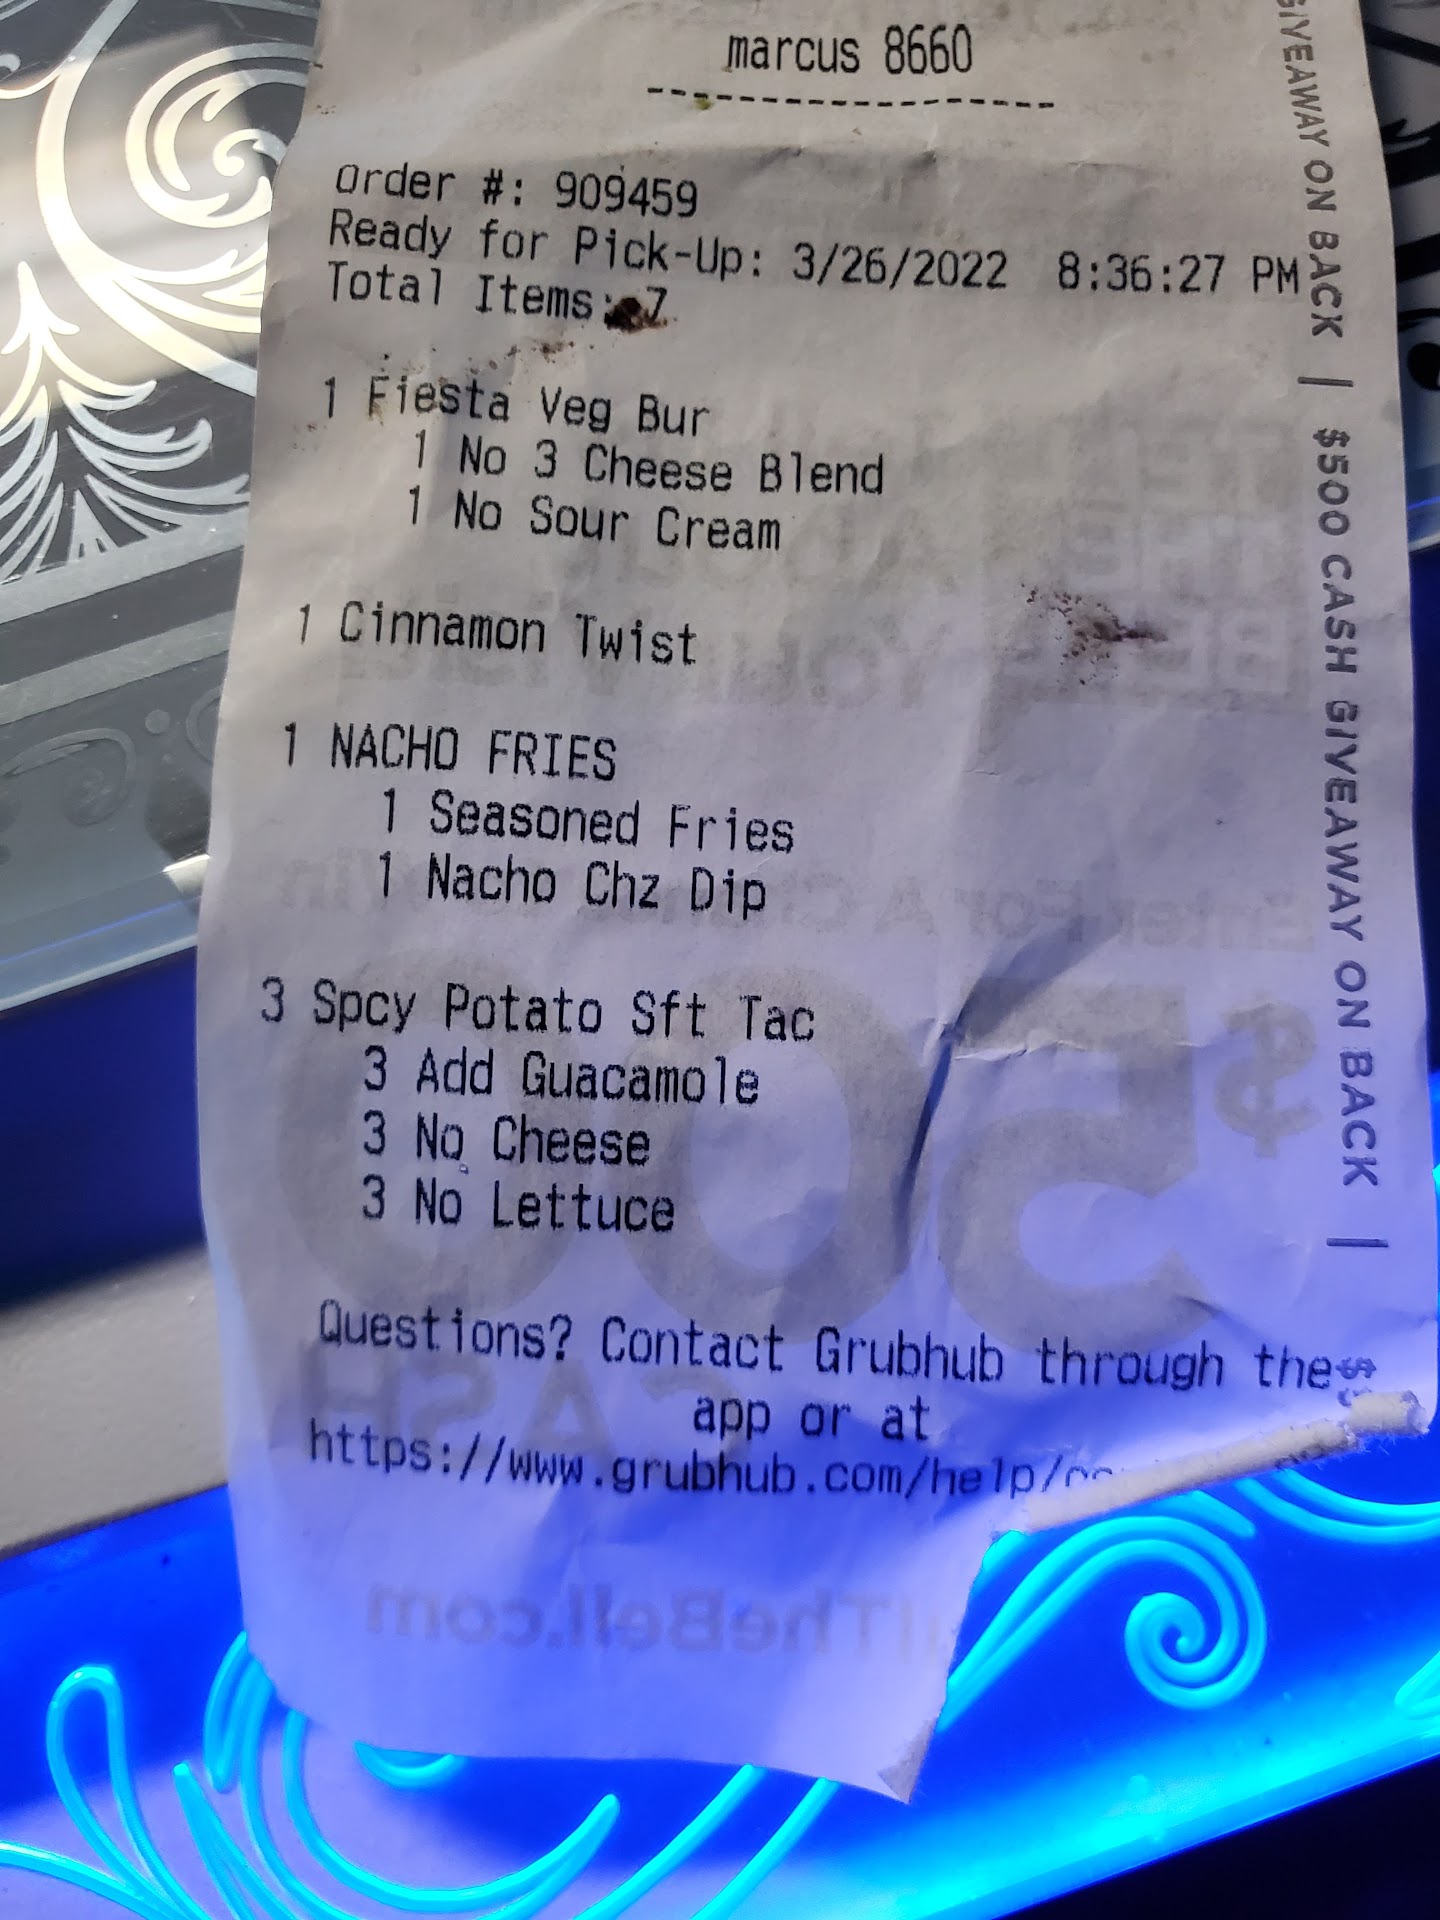 marcus 8660
--------------------------
Order #: 909459
Ready for Pick-Up: 3/26/2022 8:36:27 PM
Total Items: 7
1 Fiesta Veg Bur
1 No 3 Cheese Blend
1 No Sour Cream
1 Cinnamon Twist
1 NACHO FRIES
1 Seasoned Fries
1 Nacho Chz Dip
3 Spcy Potato Sft Tac
3 Add Guacamole
3 No Cheese
3 No Lettuce
Questions? Contact Grubhub through the
app or at
https://www.grubhub.com/help/
GIVEAWAY ON BACK | $500 CASH GIVEAWAY ON BACK |
500
CASH
TheBell.com